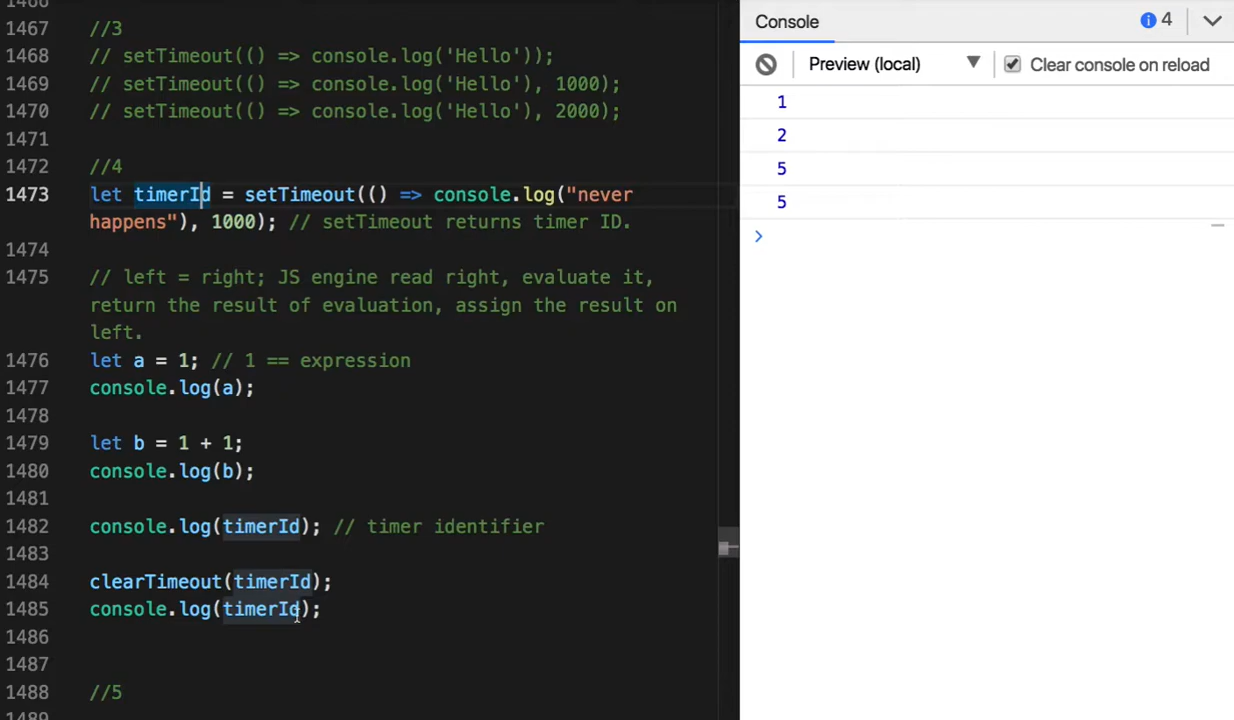 1466
1467 //3
1468 // setTimeout(() => console.log('Hello'));
1469 // setTimeout(() => console.log('Hello'), 1000);
1470 // setTimeout(() => console.log('Hello'), 2000);
1471
1472 //4
1473 let timerId = setTimeout(() => console.log("never
happens"), 1000); // setTimeout returns timer ID.
1474
1475 // left = right; JS engine read right, evaluate it,
return the result of evaluation, assign the result on
left.
1476 let a = 1; // 1 == expression
1477 console.log(a);
1478
1479 let b = 1 + 1;
1480 console.log(b);
1481
1482 console.log(timerId); // timer identifier
1483
1484 clearTimeout(timerId);
1485 console.log(timerId);
1486
1487
1488 //5
1489
Console
4
Preview (local)
Clear console on reload
1
2
5
5